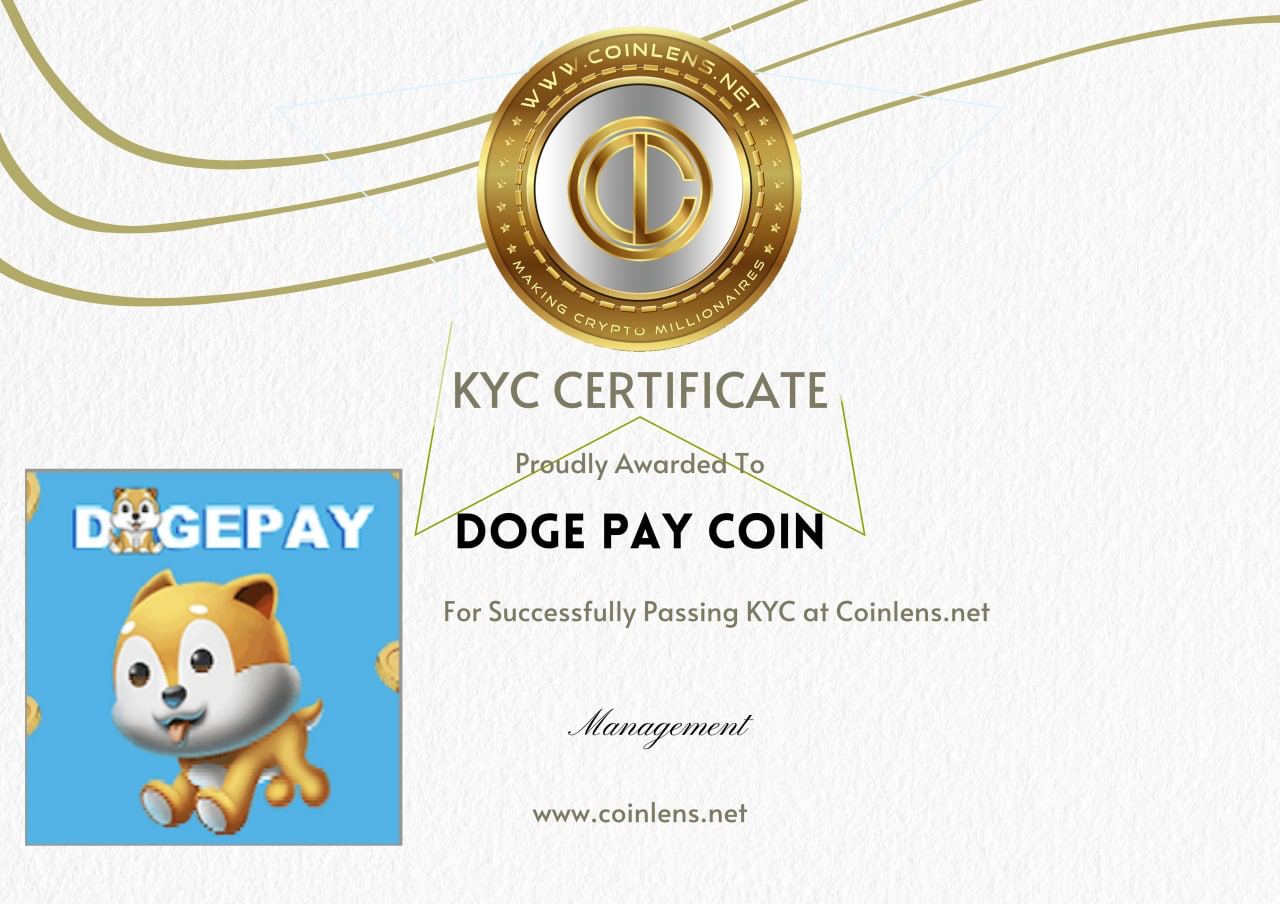 WWW.COINLENS.NET
MAKING CRYPTO MILLIONAIRES
KYC CERTIFICATE
Proudly Awarded To
DOGEPAY
DOGE PAY COIN
For Successfully Passing KYC at Coinlens.net
Management
www.coinlens.net